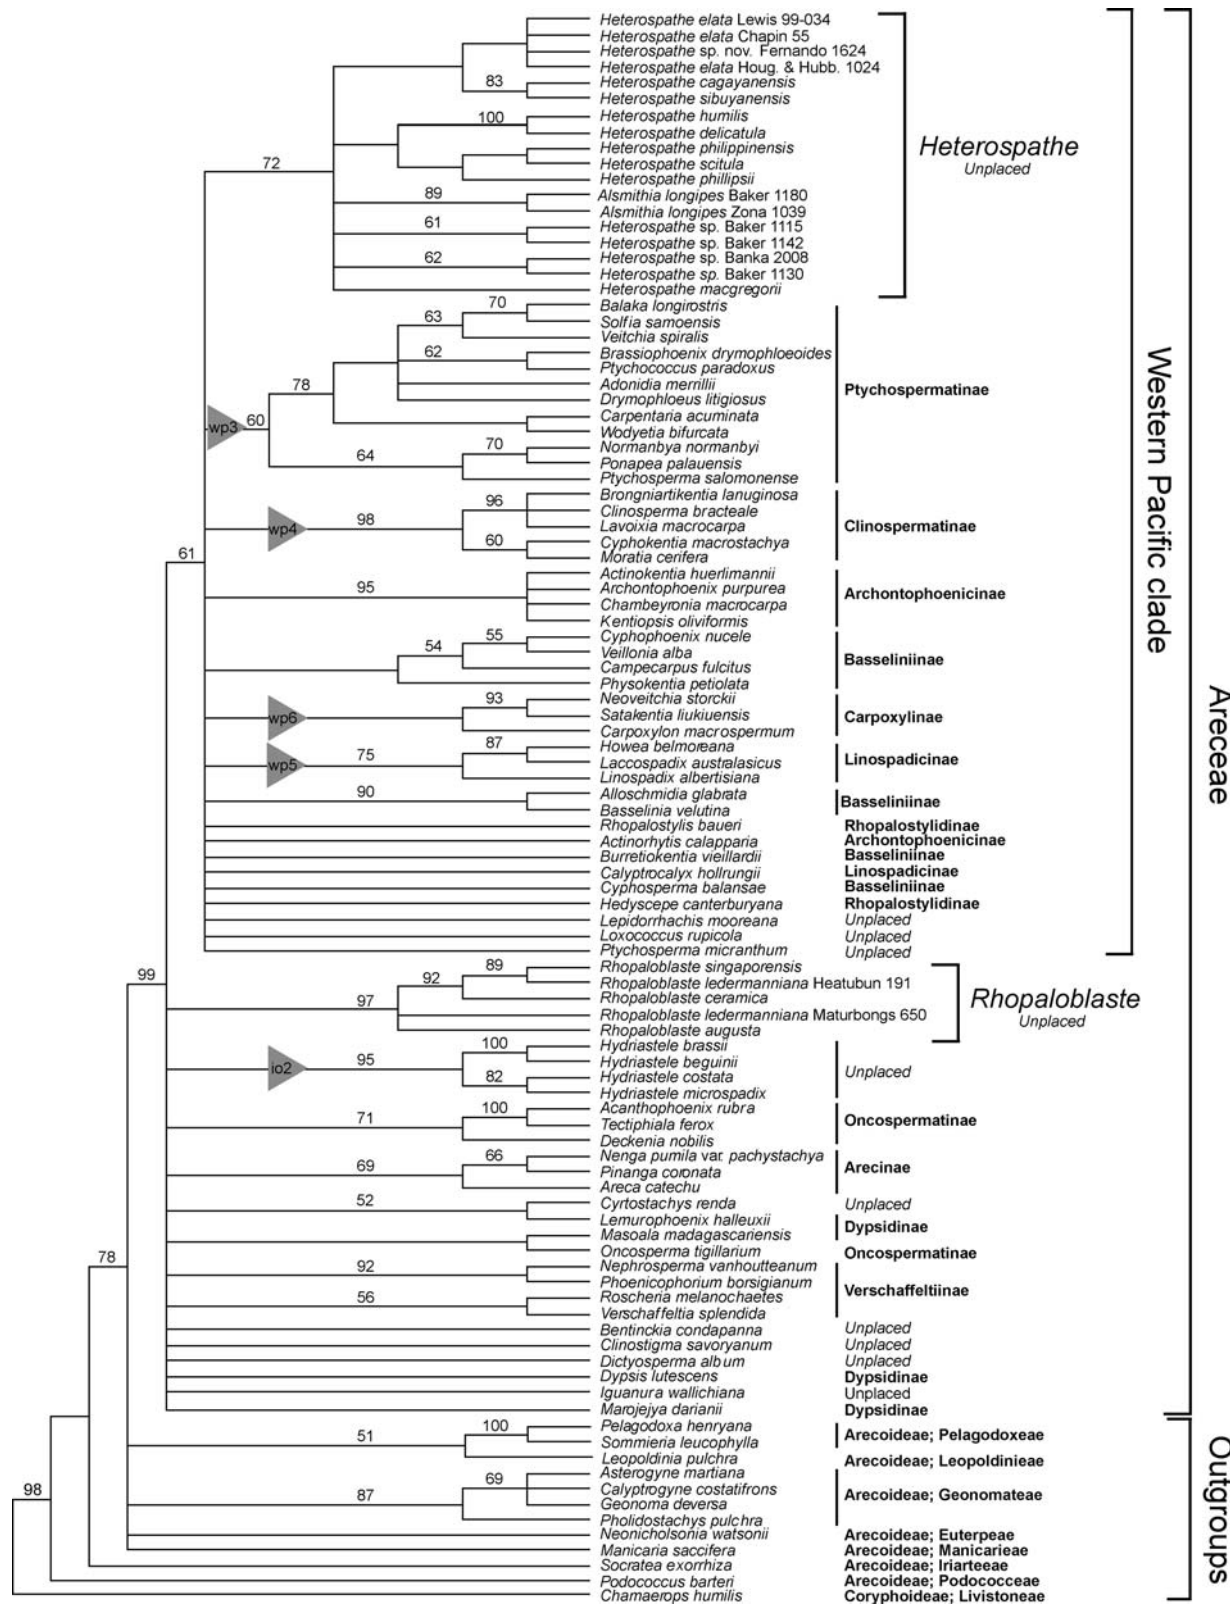 Heterospathe elata Lewis 99-034
Heterospathe elata Chapin 55
Heterospathe sp. nov. Fernando 1624
Heterospathe elata Houg. & Hubb. 1024
83
Heterospathe cagayanensis
Heterospathe sibuyanensis
100
Heterospathe humilis
Heterospathe delicatula
Heterospathe philippinensis
Heterospathe scitula
Heterospathe phillipsii
72
89
Alsmithia longipes Baker 1180
Alsmithia longipes Zona 1039
61
Heterospathe sp. Baker 1115
Heterospathe sp. Baker 1142
62
Heterospathe sp. Banka 2008
Heterospathe sp. Baker 1130
Heterospathe macgregorii
Heterospathe
Unplaced
70
Balaka longirostris
Solfia samoensis
63
Veitchia spiralis
62
Brassiophoenix drymophloeoides
Ptychococcus paradoxus
78
Adonidia merrillii
Drymophloeus litigiosus
Ptychospermatinae
Carpentaria acuminata
wp3
60
Wodyetia bifurcata
70
Normanbya normanbyi
64
Ponapea palauensis
Ptychosperma salomonense
96
Brongniartikentia lanuginosa
Clinosperma bracteale
wp4
98
Lavoixia macrocarpa
Clinospermatinae
60
Cyphokentia macrostachya
Moratia cerifera
61
Actinokentia huerlimannii
95
Archontophoenix purpurea
Archontophoenicinae
Chambeyronia macrocarpa
Kentiopsis oliviformis
55
Cyphophoenix nucele
54
Veillonia alba
Basseliniinae
Campecarpus fulcitus
Physokentia petiolata
93
Neoveitchia storckii
wp6
Satakentia liukiuensis
Carpoxylinae
Carpoxylon macrospermum
87
Howea belmoreana
wp5
75
Laccospadix australasicus
Linospadicinae
Linospadix albertisiana
90
Alloschmidia glabrata
Basseliniinae
Basselinia velutina
Rhopalostylis baueri
Rhopalostylidinae
Actinorhytis calapparia
Archontophoenicinae
Burretiokentia vieillardii
Basseliniinae
Calyptrocalyx hollrungii
Linospadicinae
Cyphosperma balansae
Basseliniinae
Hedyscepe canterburyana
Rhopalostylidinae
Lepidorrhachis mooreana
Unplaced
Loxococcus rupicola
Unplaced
Ptychosperma micranthum
Unplaced
Western Pacific clade
99
89
Rhopaloblaste singaporensis
92
Rhopaloblaste ledermanniana Heatubun 191
97
Rhopaloblaste ceramica
Rhopaloblaste ledermanniana Maturbongs 650
Rhopaloblaste augusta
Rhopaloblaste
Unplaced
100
Hydriastele brassii
io2
95
Hydriastele beguinii
Unplaced
82
Hydriastele costata
Hydriastele microspadix
100
Acanthophoenix rubra
71
Tectiphiala ferox
Oncospermatinae
Deckenia nobilis
66
Nenga pumila var. pachystachya
69
Pinanga coronata
Arecinae
Areca catechu
52
Cyrtostachys renda
Unplaced
Lemurophoenix halleuxii
Dypsidinae
Masoala madagascariensis
Oncosperma tigillarium
Oncospermatinae
92
Nephrosperma vanhoutteanum
Phoenicophorium borsigianum
Verschaffeltiinae
56
Roscheria melanochaetes
Verschaffeltia splendida
Bentinckia condapanna
Unplaced
Clinostigma savoryanum
Unplaced
Dictyosperma album
Unplaced
Dypsis lutescens
Dypsidinae
Iguanura wallichiana
Unplaced
Marojejya darianii
Dypsidinae
Areceae
78
100
Pelagodoxa henryana
51
Sommieria leucophylla
Arecoideae; Pelagodoxeae
Leopoldinia pulchra
Arecoideae; Leopoldinieae
69
Asterogyne martiana
87
Calyptrogyne costatifrons
Arecoideae; Geonomateae
Geonoma deversa
Pholidostachys pulchra
98
Neonicholsonia watsonii
Arecoideae; Euterpeae
Manicaria saccifera
Arecoideae; Manicarieae
Socratea exorrhiza
Arecoideae; Iriarteeae
Podococcus barteri
Arecoideae; Podococceae
Chamaerops humilis
Coryphoideae; Livistoneae
Outgroups